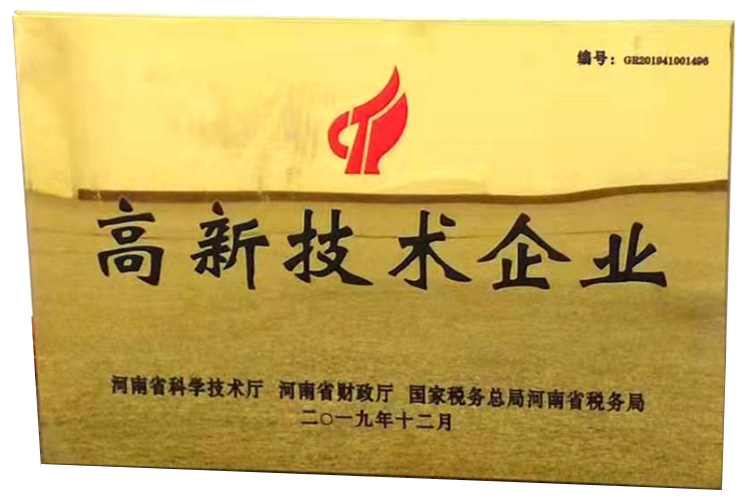 编号：GR201941001496
高新技术企业
河南省科学技术厅 河南省财政厅 国家税务总局河南省税务局
二〇一九年十二月